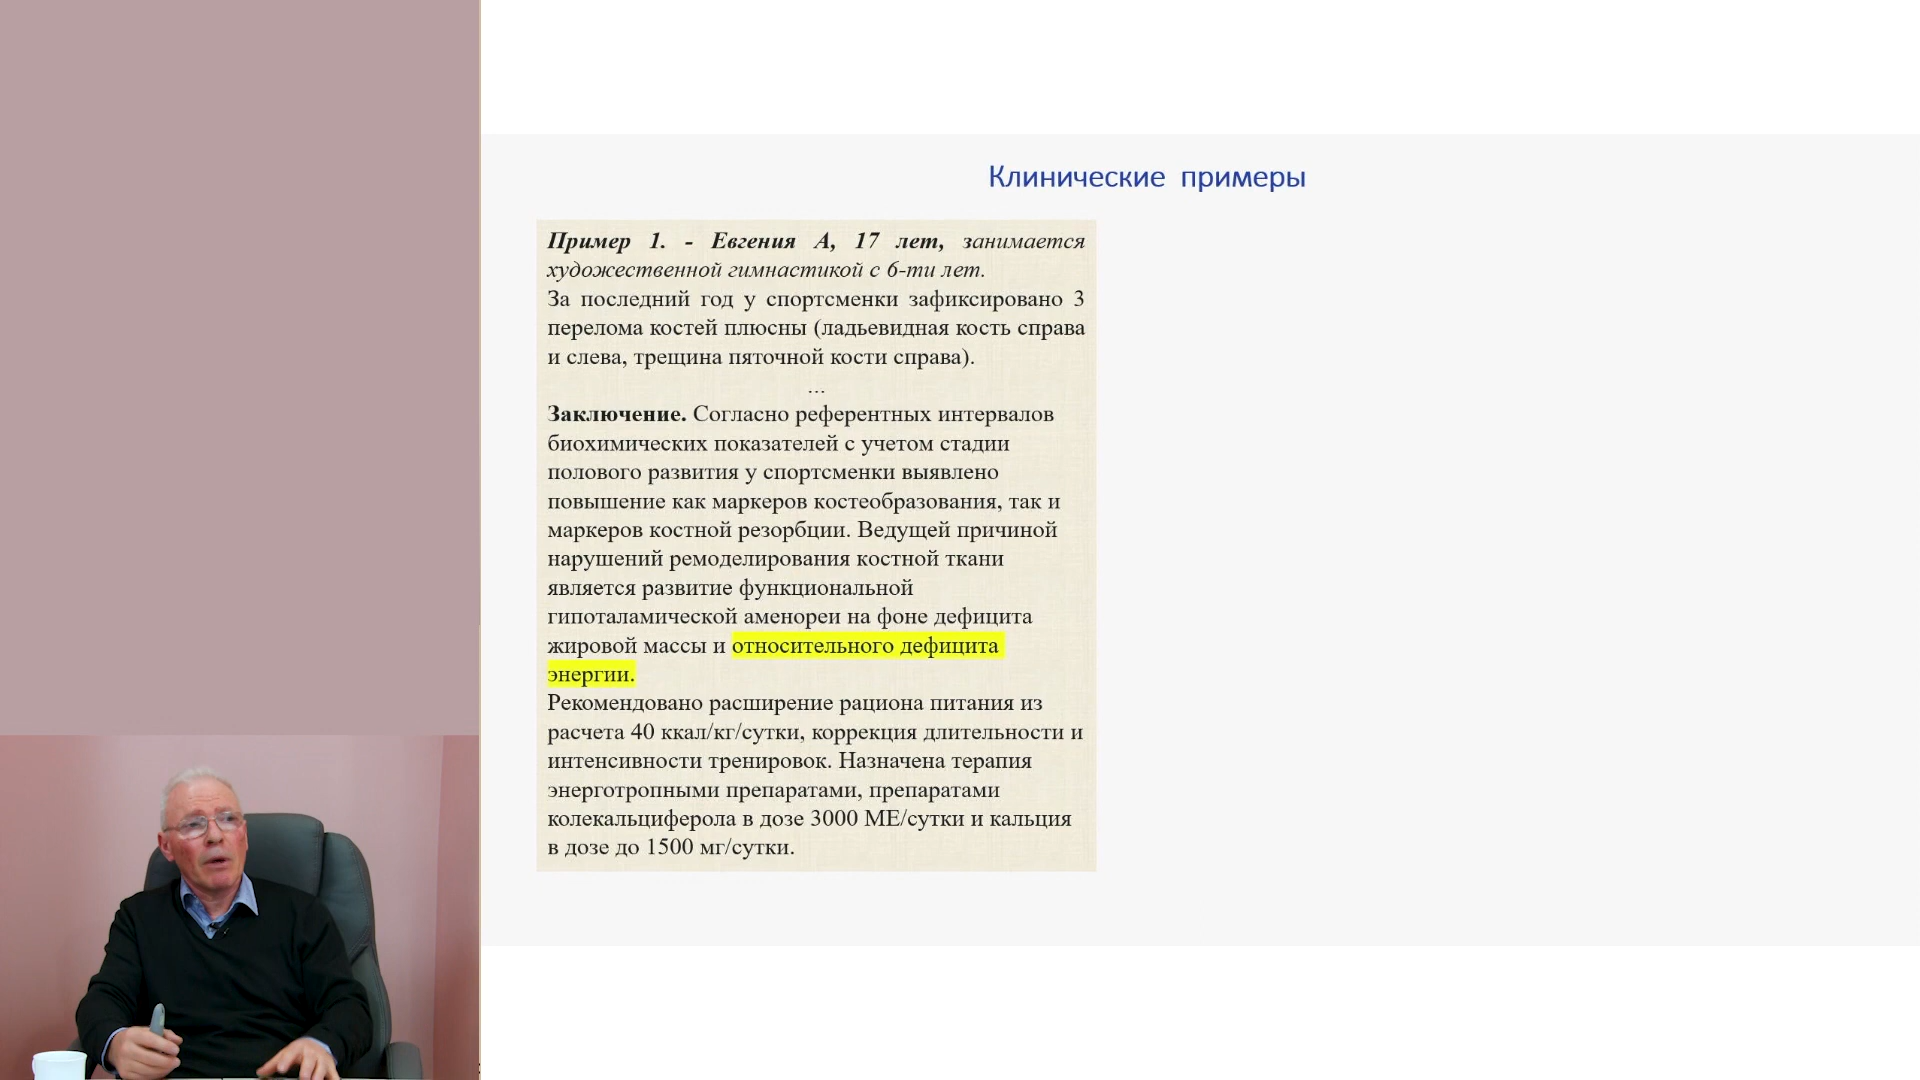 Клинические примеры
Пример 1. - Евгения А, 17 лет, занимается
художественной гимнастикой с 6-ти лет.
За последний год у спортсменки зафиксировано 3
перелома костей плюсны (ладьевидная кость справа
и слева, трещина пяточной кости справа).
...
Заключение. Согласно референтных интервалов
биохимических показателей с учетом стадии
полового развития у спортсменки выявлено
повышение как маркеров костеобразования, так и
маркеров костной резорбции. Ведущей причиной
нарушений ремоделирования костной ткани
является развитие функциональной
гипоталамической аменореи на фоне дефицита
жировой массы и относительного дефицита
энергии.
Рекомендовано расширение рациона питания из
расчета 40 ккал/кг/сутки, коррекция длительности и
интенсивности тренировок. Назначена терапия
энерготропными препаратами, препаратами
колекальциферола в дозе 3000 МЕ/сутки и кальция
в дозе до 1500 мг/сутки.